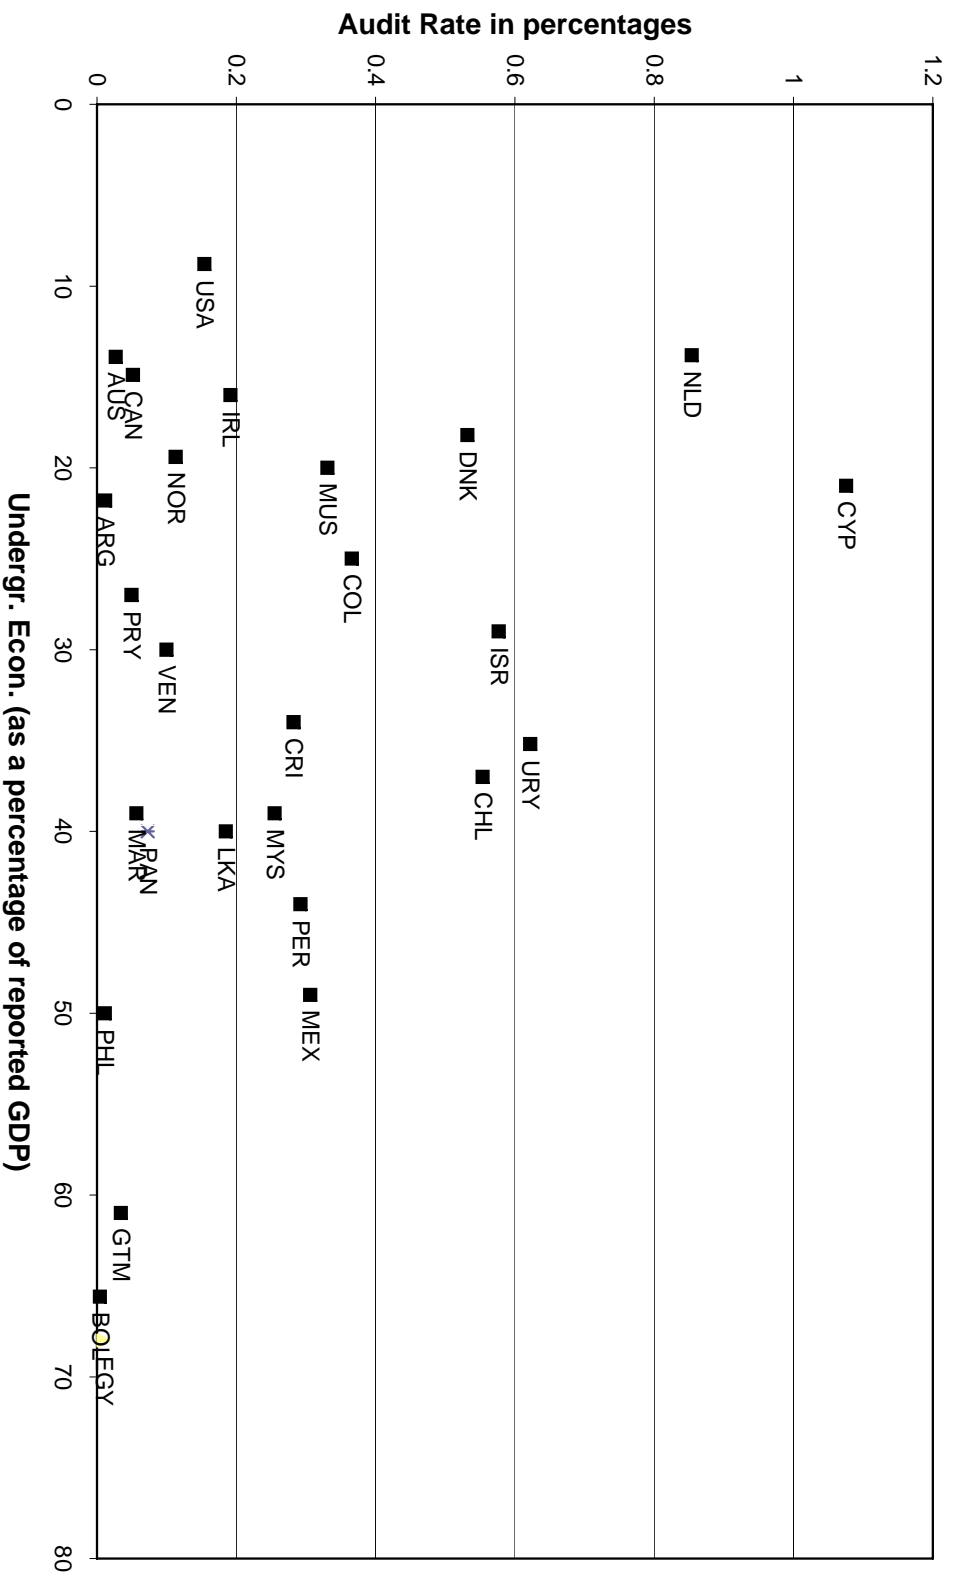 Audit Rate in percentages
1.2
1
0.8
0.6
0.4
0.2
0
0
10
20
30
40
50
60
70
80
Undergr. Econ. (as a percentage of reported GDP)
CYP
NLD
URY
ISR
CHL
DNK
COL
MUS
MEX
PER
CRI
MYS
IRL
LKA
USA
NOR
VEN
PAN
MAR
CAN
PRY
GTM
AUS
ARG
PHL
BOL
EGY